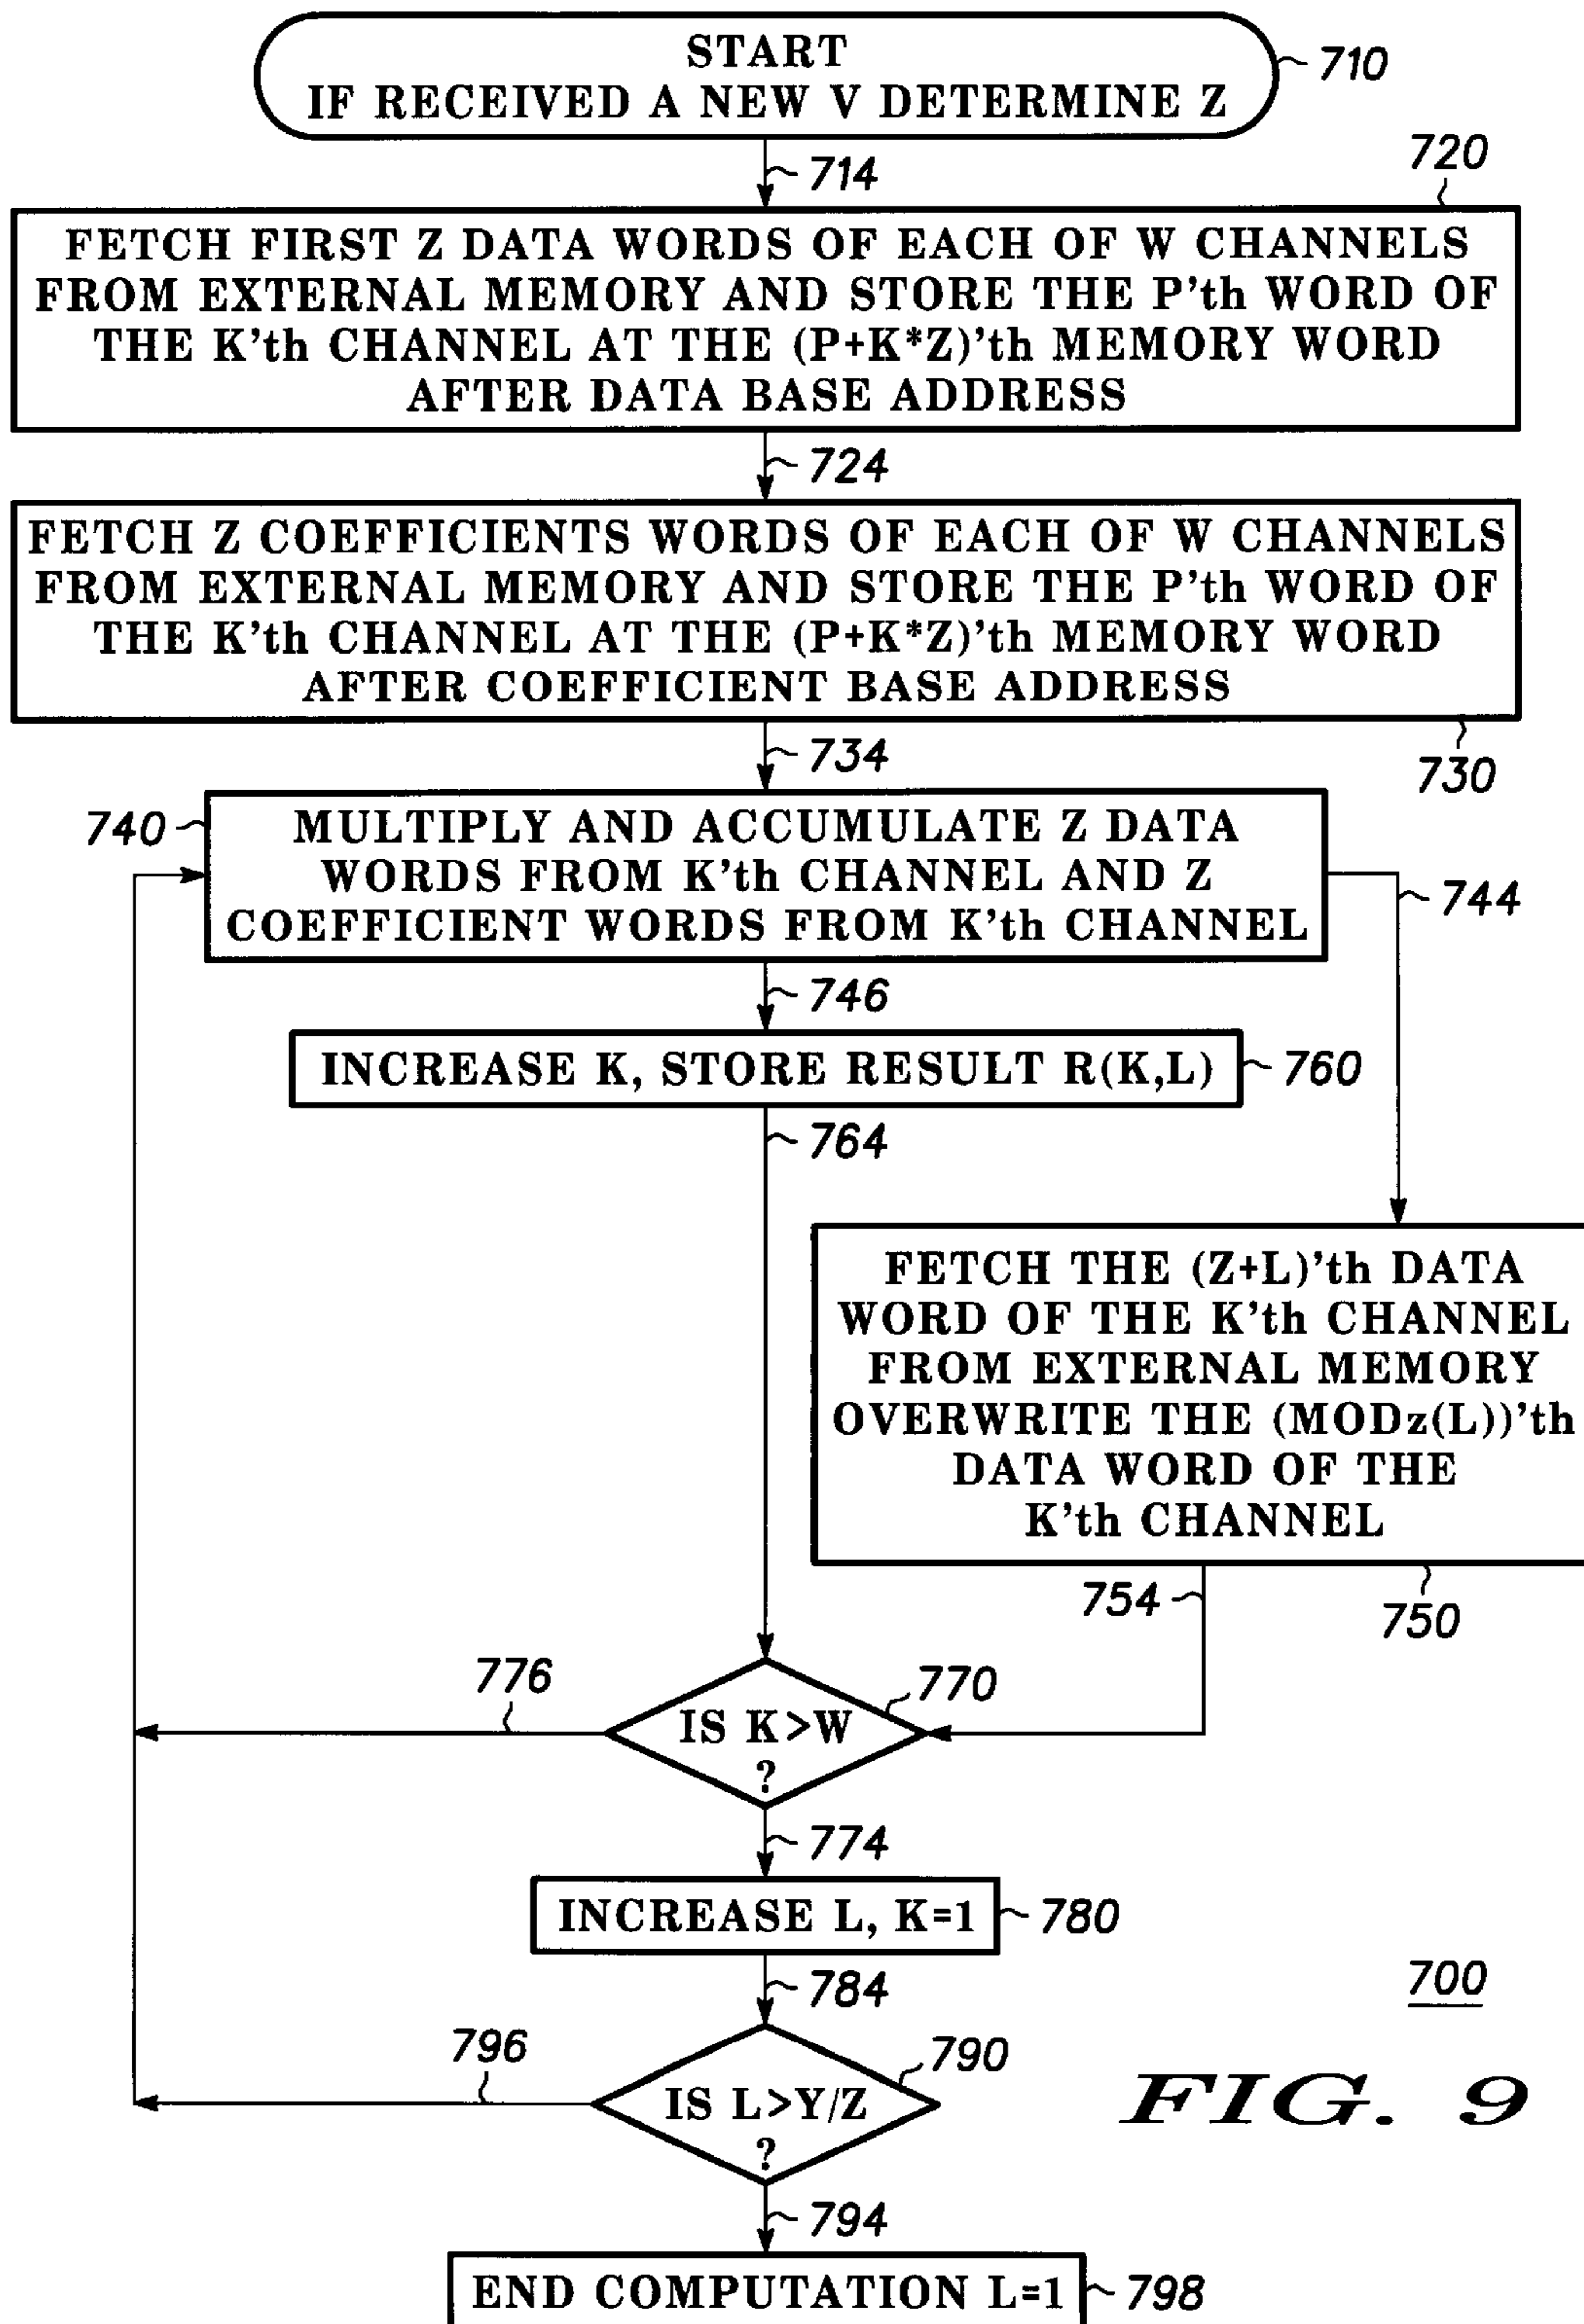 START
IF RECEIVED A NEW V DETERMINE Z
710
714
720
FETCH FIRST Z DATA WORDS OF EACH OF W CHANNELS
FROM EXTERNAL MEMORY AND STORE THE P'th WORD OF
THE K'th CHANNEL AT THE (P+K*Z)'th MEMORY WORD
AFTER DATA BASE ADDRESS
724
FETCH Z COEFFICIENTS WORDS OF EACH OF W CHANNELS
FROM EXTERNAL MEMORY AND STORE THE P'th WORD OF
THE K'th CHANNEL AT THE (P+K*Z)'th MEMORY WORD
AFTER COEFFICIENT BASE ADDRESS
734
730
740
MULTIPLY AND ACCUMULATE Z DATA
WORDS FROM K'th CHANNEL AND Z
COEFFICIENT WORDS FROM K'th CHANNEL
744
746
INCREASE K, STORE RESULT R(K,L)
760
764
FETCH THE (Z+L)'th DATA
WORD OF THE K'th CHANNEL
FROM EXTERNAL MEMORY
OVERWRITE THE (MODz(L))'th
DATA WORD OF THE
K'th CHANNEL
754
750
776
770
IS K>W
?
774
INCREASE L, K=1
780
784
700
796
790
IS L>Y/Z
?
FIG. 9
794
END COMPUTATION L=1
798